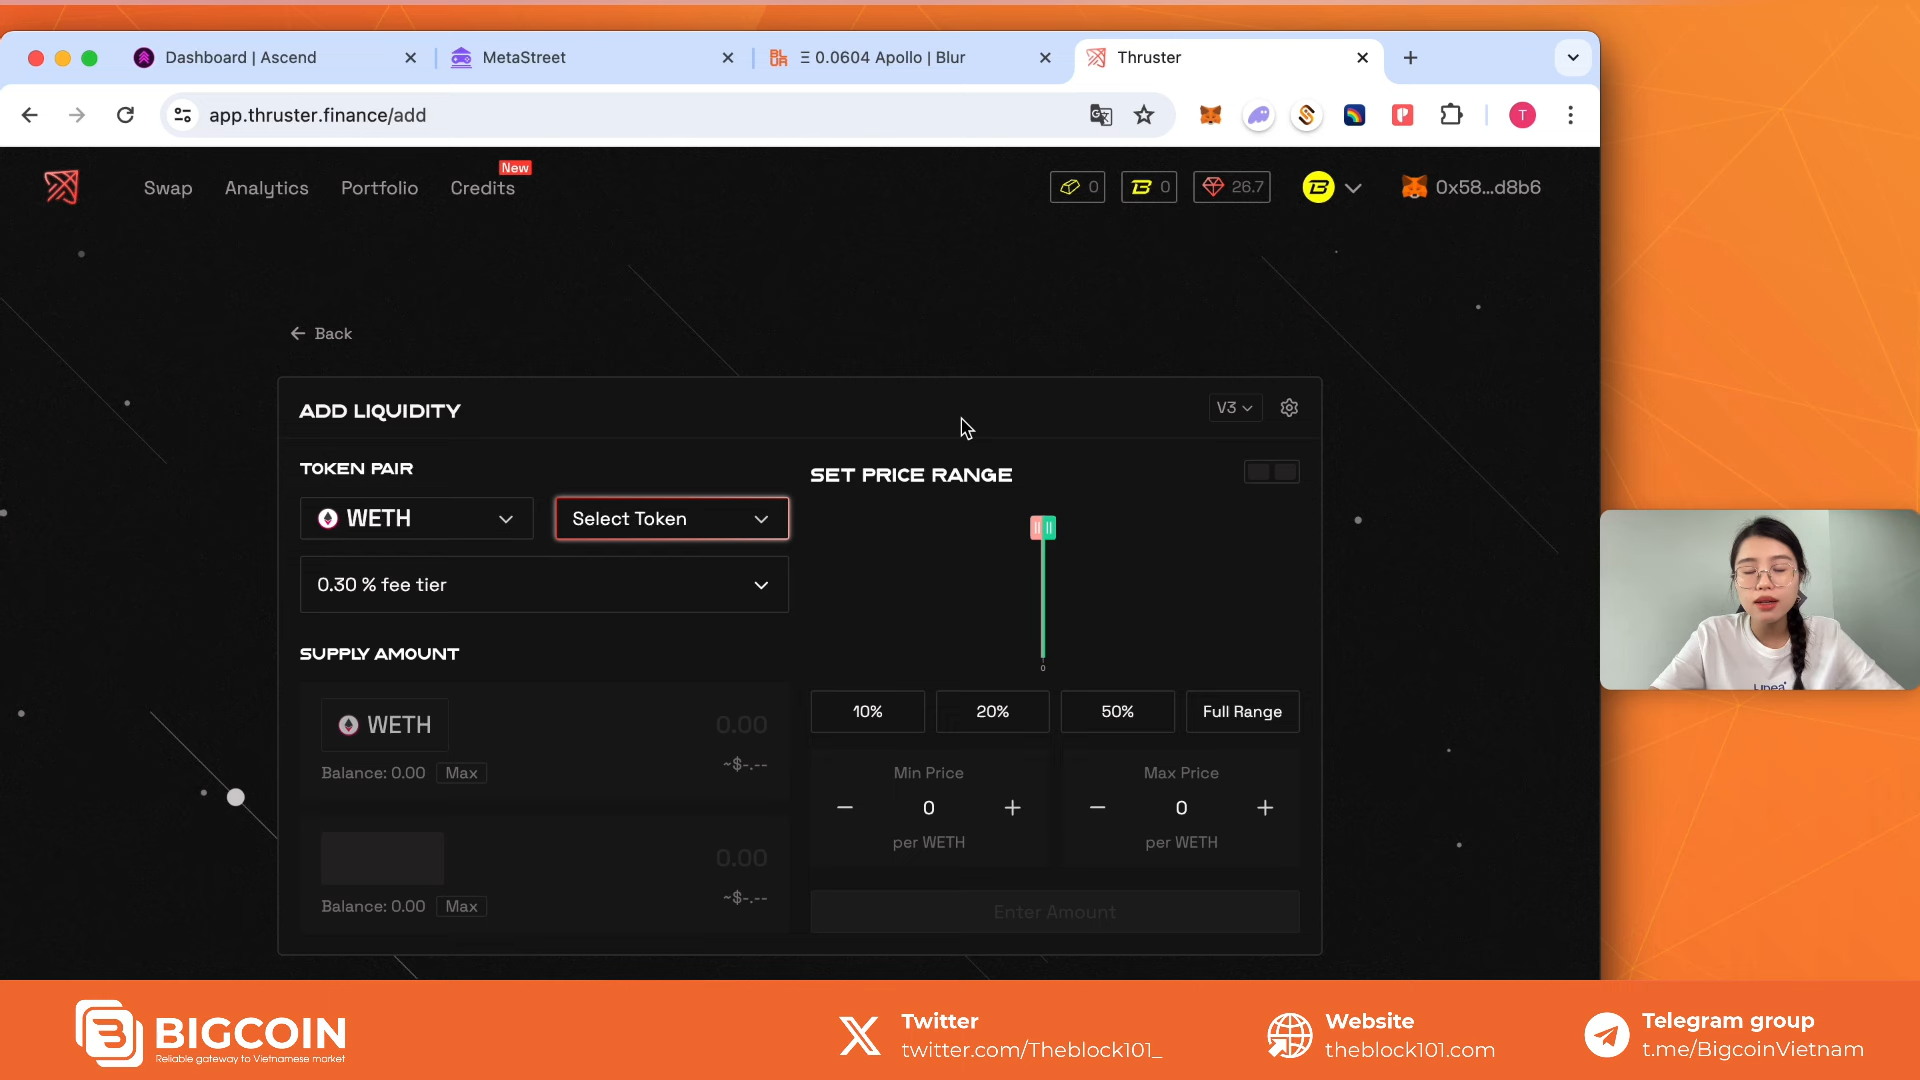 Dashboard | Ascend
MetaStreet
Ξ 0.0604 Apollo | Blur
Thruster
app.thruster.finance/add
T
Swap
Analytics
Portfolio
Credits
New
0
0
26.7
0x58...d8b6
Back
ADD LIQUIDITY
V3
TOKEN PAIR
SET PRICE RANGE
WETH
Select Token
0.30 % fee tier
0
SUPPLY AMOUNT
10%
20%
50%
Full Range
WETH
0.00
Balance: 0.00
Max
~$-.--
Min Price
0
per WETH
Max Price
0
per WETH
0.00
Balance: 0.00
Max
~$-.--
Enter Amount
Linea
BIGCOIN
Reliable gateway to Vietnamese market
Twitter
twitter.com/Theblock101_
Website
theblock101.com
Telegram group
t.me/BigcoinVietnam